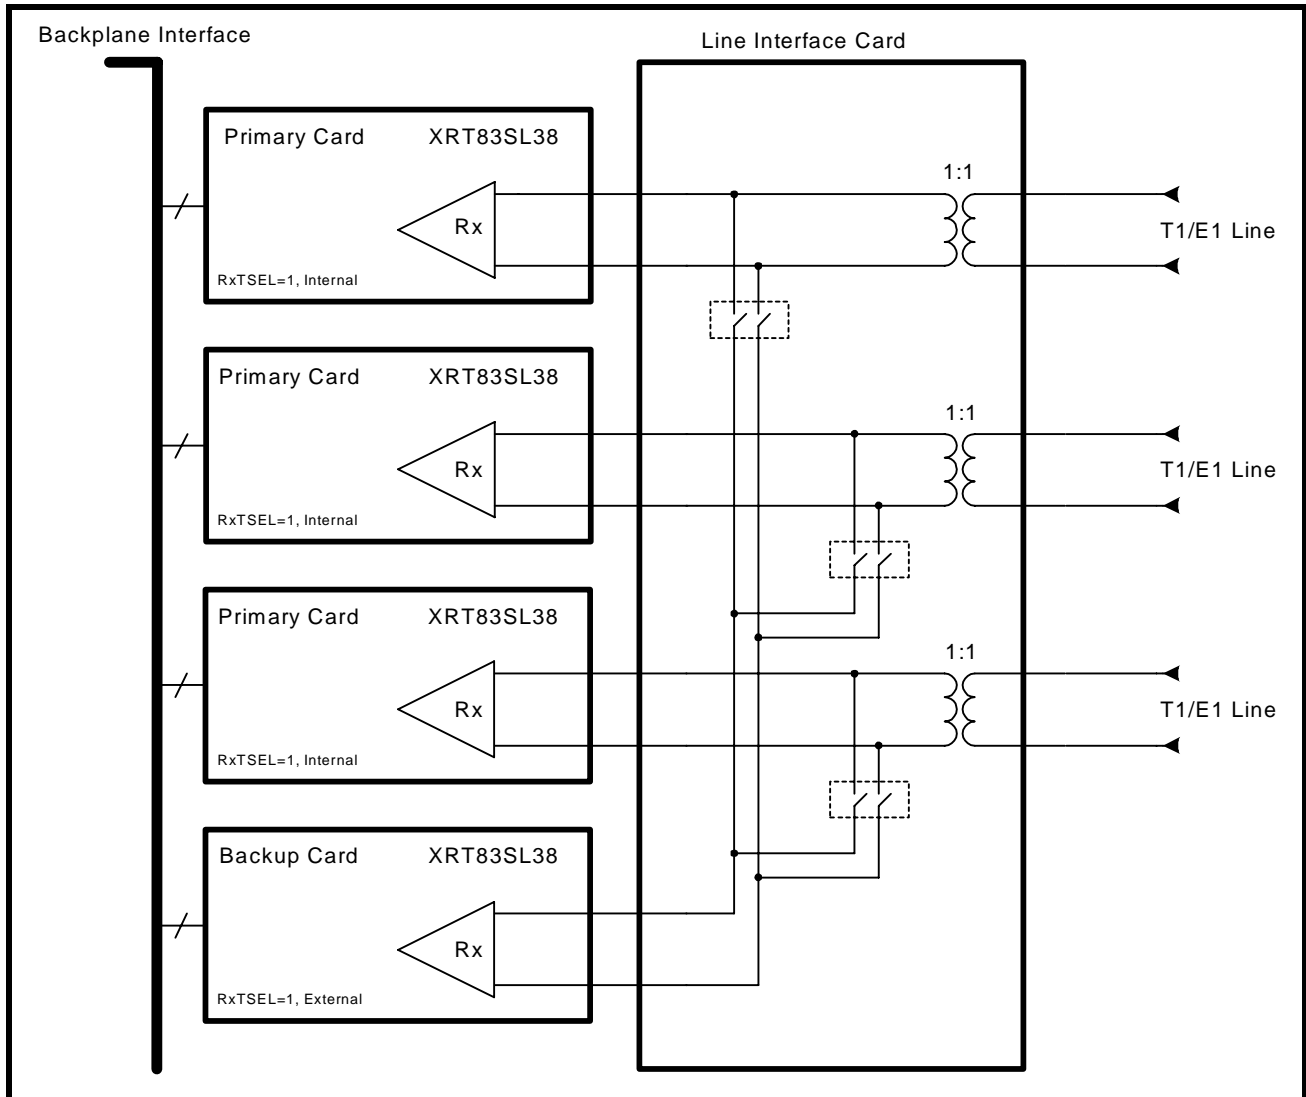 Backplane Interface
Line Interface Card
Primary Card XRT83SL38
Rx
RxTSEL=1, Internal
1:1
T1/E1 Line
Primary Card XRT83SL38
Rx
RxTSEL=1, Internal
1:1
T1/E1 Line
Primary Card XRT83SL38
Rx
RxTSEL=1, Internal
1:1
T1/E1 Line
Backup Card XRT83SL38
Rx
RxTSEL=1, External